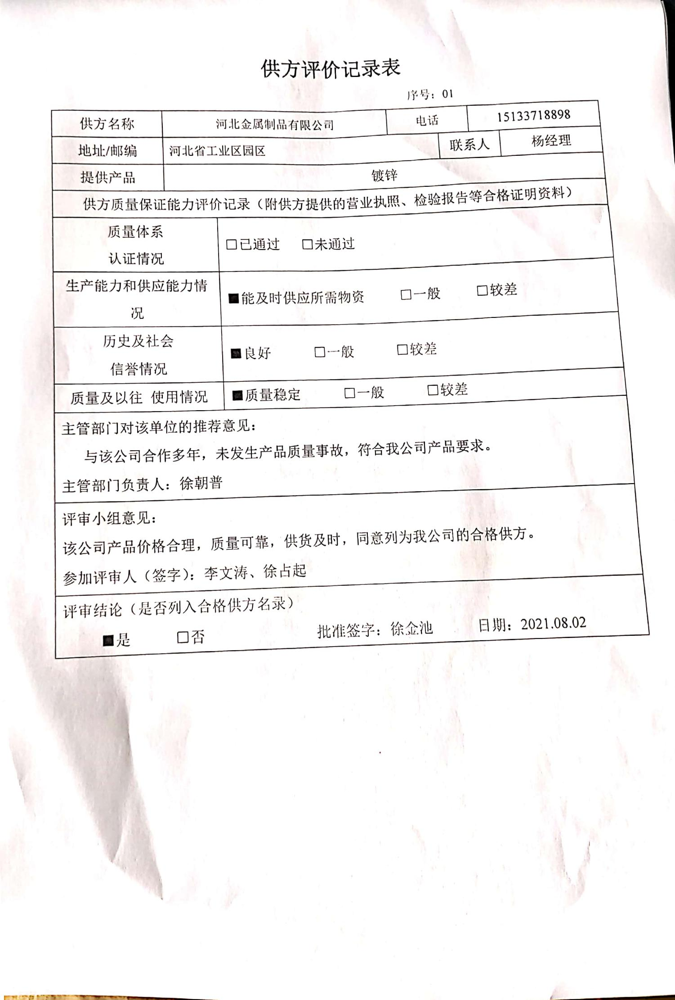 供方评价记录表
序号：01
供方名称 河北金属制品有限公司 电话 15133718898
地址/邮编 河北省工业区园区 联系人 杨经理
提供产品 镀锌
供方质量保证能力评价记录（附供方提供的营业执照、检验报告等合格证明资料）
质量体系
认证情况
□已通过 □未通过
生产能力和供应能力情
况
■能及时供应所需物资 □一般 □较差
历史及社会
信誉情况
■良好 □一般 □较差
质量及以往 使用情况 ■质量稳定 □一般 □较差
主管部门对该单位的推荐意见：
与该公司合作多年，未发生产品质量事故，符合我公司产品要求。
主管部门负责人：徐朝普
评审小组意见：
该公司产品价格合理，质量可靠，供货及时，同意列为我公司的合格供方。
参加评审人（签字）：李文涛、徐占起
评审结论（是否列入合格供方名录）
■是 □否 批准签字：徐金池 日期：2021.08.02